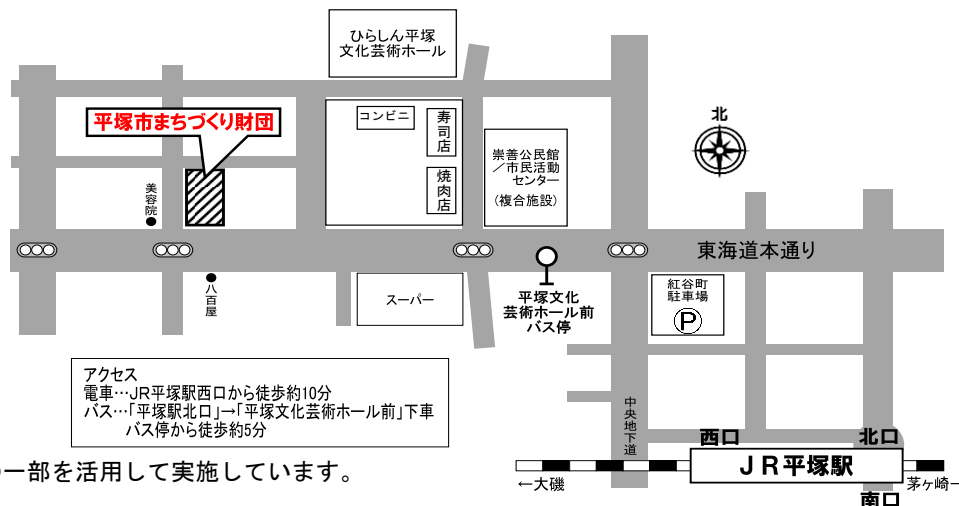 ひらしん平塚
文化芸術ホール
平塚市まちづくり財団
コンビニ
寿司店
焼肉店
崇善公民館
／市民活動
センター
(複合施設)
北
美容院
東海道本通り
八百屋
スーパー
平塚文化
芸術ホール前
バス停
紅谷町
駐車場
P
アクセス
電車…JR平塚駅西口から徒歩約10分
バス…「平塚駅北口」→「平塚文化芸術ホール前」下車
バス停から徒歩約5分
中央地下道
西口
北口
JR平塚駅
←大磯
茅ヶ崎
南口
一部を活用して実施しています。